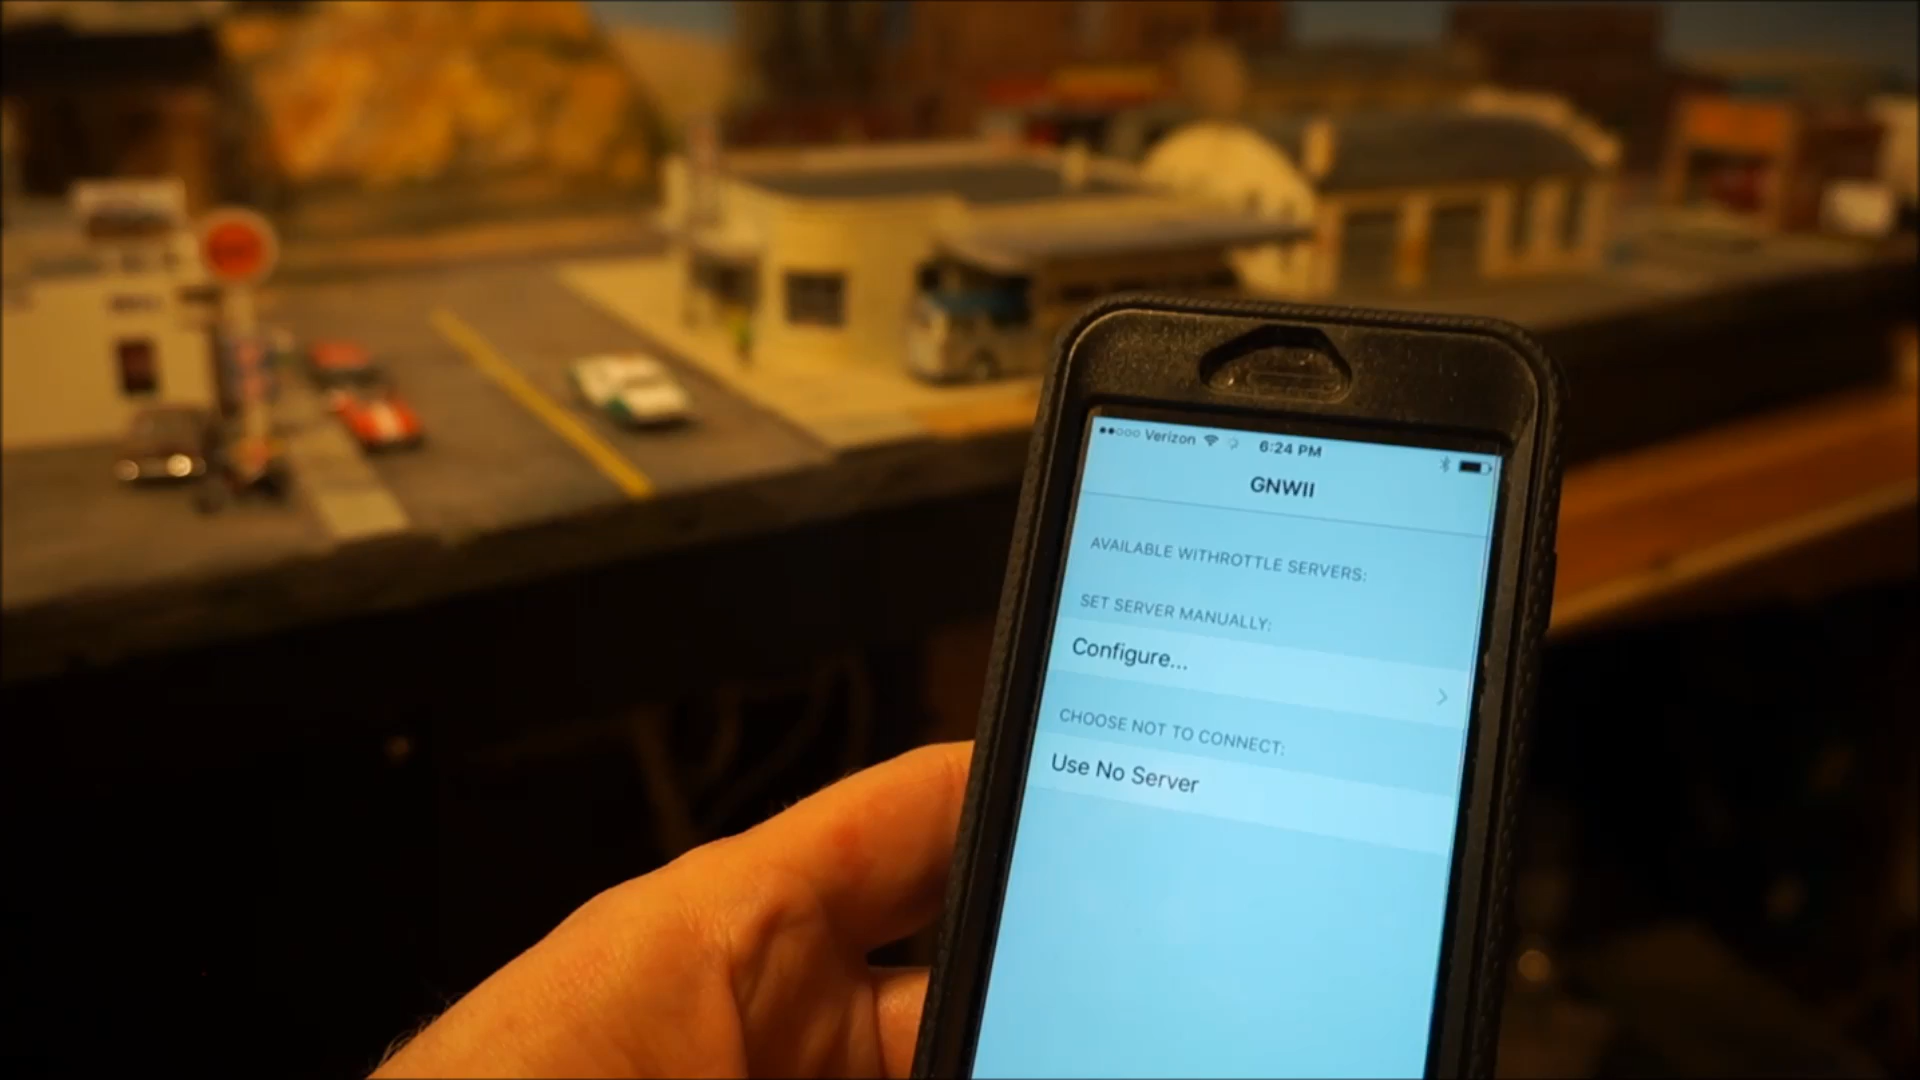 Verizon 6:24 PM
GNWII
AVAILABLE WITHROTTLE SERVERS:
SET SERVER MANUALLY:
Configure...
CHOOSE NOT TO CONNECT:
Use No Server